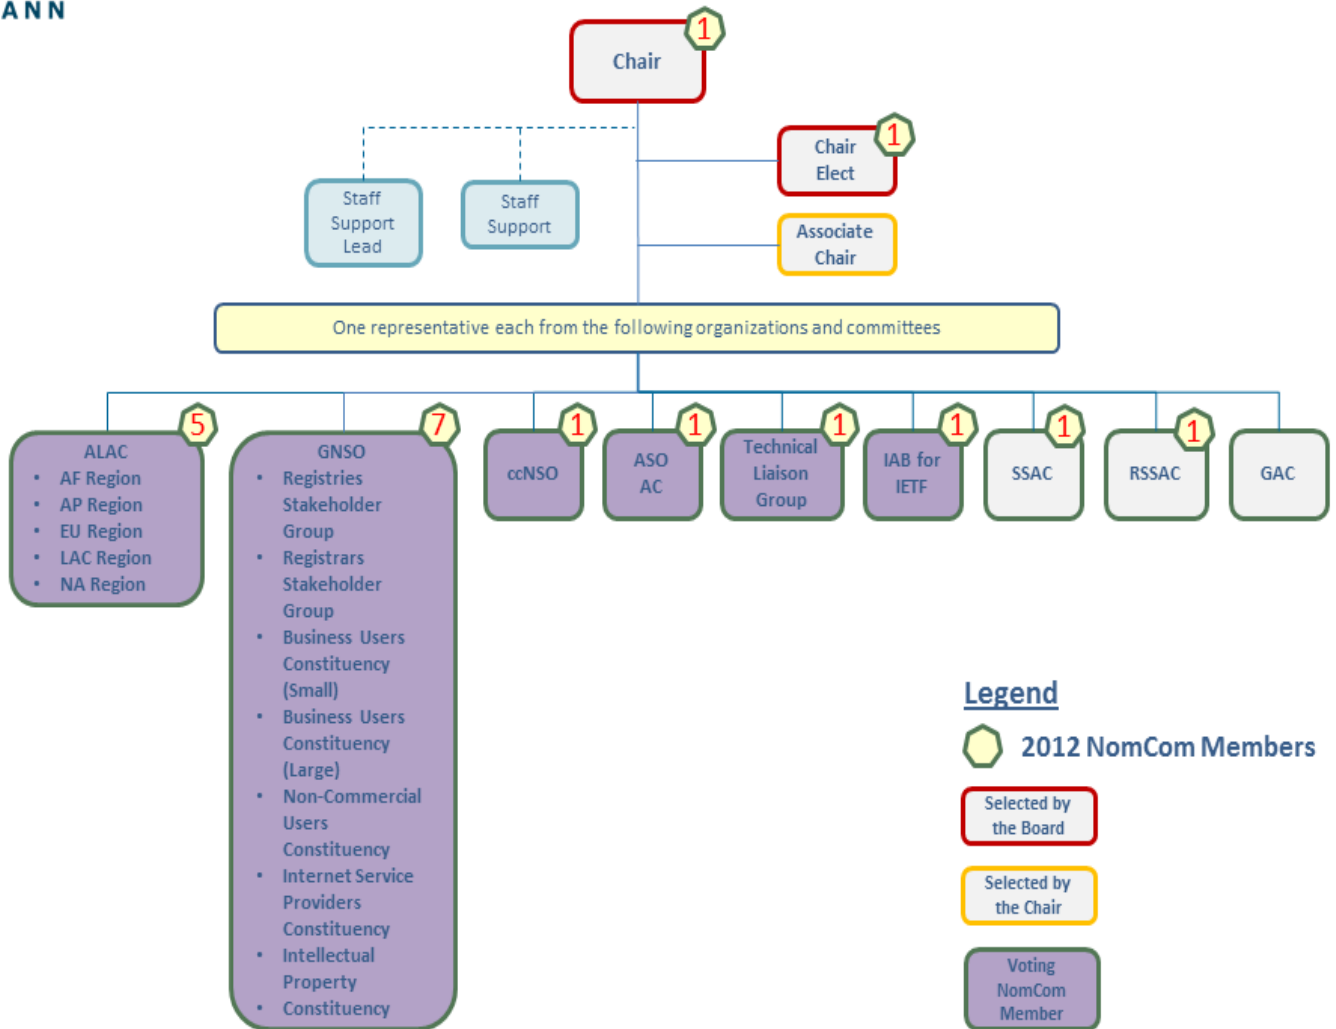 ANN
Chair
1
Chair
Elect
1
Associate
Chair
Staff
Support
Lead
Staff
Support
One representative each from the following organizations and committees
5
ALAC
• AF Region
• AP Region
• EU Region
• LAC Region
• NA Region
7
GNSO
• Registries
Stakeholder
Group
• Registrars
Stakeholder
Group
• Business Users
Constituency
(Small)
• Business Users
Constituency
(Large)
• Non-Commercial
Users
Constituency
• Internet Service
Providers
Constituency
• Intellectual
Property
• Constituency
1
ccNSO
1
ASO
AC
1
Technical
Liaison
Group
1
IAB for
IETF
1
SSAC
1
RSSAC
GAC
Legend
2012 NomCom Members
Selected by
the Board
Selected by
the Chair
Voting
NomCom
Member